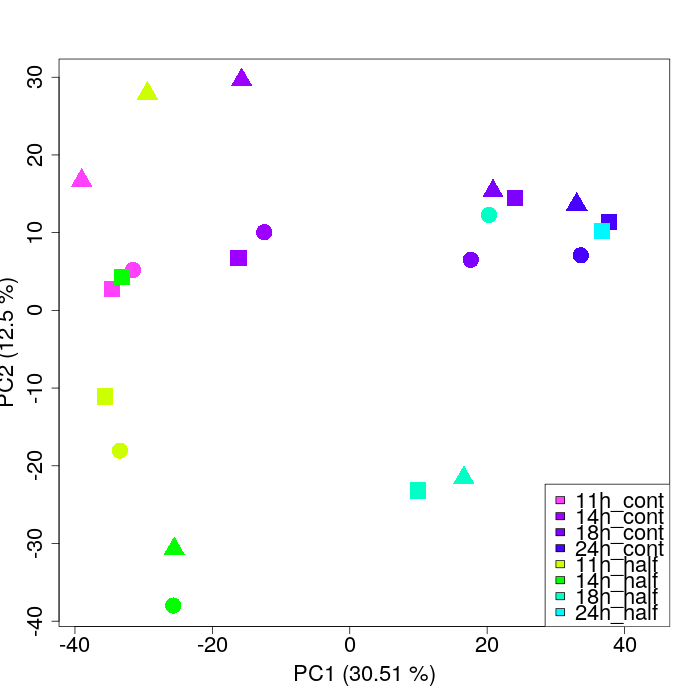 30
20
10
0
-10
-20
-30
-40
PC2 (12.5 %)
-40
-20
0
20
40
PC1 (30.51 %)
11h_cont
14h_cont
18h_cont
24h_cont
11h_half
14h_half
18h_half
24h_half